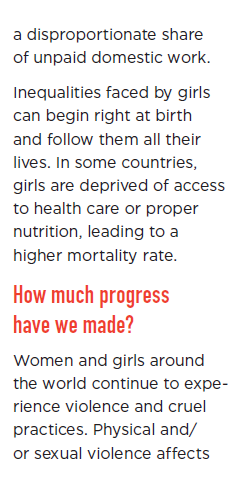 a disproportionate share
of unpaid domestic work.
Inequalities faced by girls
can begin right at birth
and follow them all their
lives. In some countries,
girls are deprived of access
to health care or proper
nutrition, leading to a
higher mortality rate.
How much progress
have we made?
Women and girls around
the world continue to expe-
rience violence and cruel
practices. Physical and/
or sexual violence affects